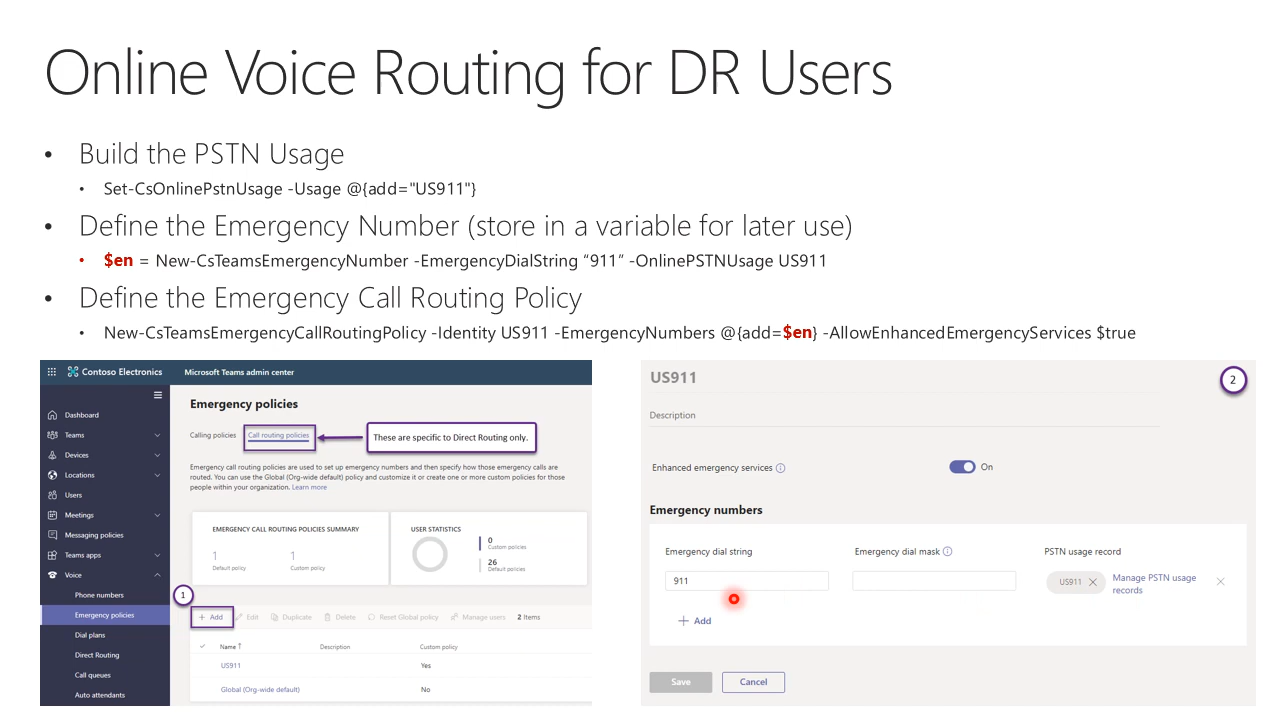 Online Voice Routing for DR Users
• Build the PSTN Usage
• Set-CsOnlinePstnUsage -Usage @{add="US911"}
• Define the Emergency Number (store in a variable for later use)
• $en = New-CsTeamsEmergencyNumber -EmergencyDialString “911” -OnlinePSTNUsage US911
• Define the Emergency Call Routing Policy
• New-CsTeamsEmergencyCallRoutingPolicy -Identity US911 -EmergencyNumbers @{add=$en} -AllowEnhancedEmergencyServices $true
Contoso Electronics Microsoft Teams admin center
Dashboard
Teams
Devices
Locations
Users
Meetings
Messaging policies
Teams apps
Voice
Phone numbers
Emergency policies
Dial plans
Direct Routing
Call queues
Auto attendants
Emergency policies
Calling policies Call routing policies
These are specific to Direct Routing only.
Emergency call routing policies are used to set up emergency numbers and then specify how those emergency calls are
routed. You can use the Global (Org-wide default) policy and customize it or create one or more custom policies for those
people within your organization. Learn more
EMERGENCY CALL ROUTING POLICIES SUMMARY
1 1
Default policy Custom policy
USER STATISTICS
0
Custom policies
26
Default policies
1
+ Add Edit Duplicate Delete Reset Global policy Manage users 2 Items
Name ↑ Description Custom policy
US911 Yes
Global (Org-wide default) No
US911
2
Description
Enhanced emergency services On
Emergency numbers
Emergency dial string Emergency dial mask PSTN usage record
911 US911 Manage PSTN usage
records
+ Add
Save Cancel